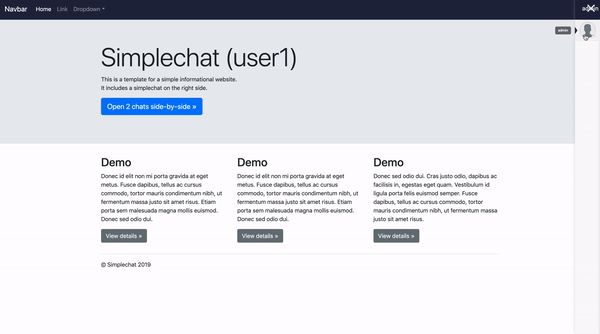 Navbar Home Link Dropdown
admin
admin
Simplechat (user1)
This is a template for a simple informational website.
It includes a simplechat on the right side.
Open 2 chats side-by-side »
Demo
Donec id elit non mi porta gravida at eget
metus. Fusce dapibus, tellus ac cursus
commodo, tortor mauris condimentum nibh, ut
fermentum massa justo sit amet risus. Etiam
porta sem malesuada magna mollis euismod.
Donec sed odio dui.
View details »
Demo
Donec id elit non mi porta gravida at eget
metus. Fusce dapibus, tellus ac cursus
commodo, tortor mauris condimentum nibh, ut
fermentum massa justo sit amet risus. Etiam
porta sem malesuada magna mollis euismod.
Donec sed odio dui.
View details »
Demo
Donec sed odio dui. Cras justo odio, dapibus ac
facilisis in, egestas eget quam. Vestibulum id
ligula porta felis euismod semper. Fusce
dapibus, tellus ac cursus commodo, tortor
mauris condimentum nibh, ut fermentum massa
justo sit amet risus.
View details »
© Simplechat 2019